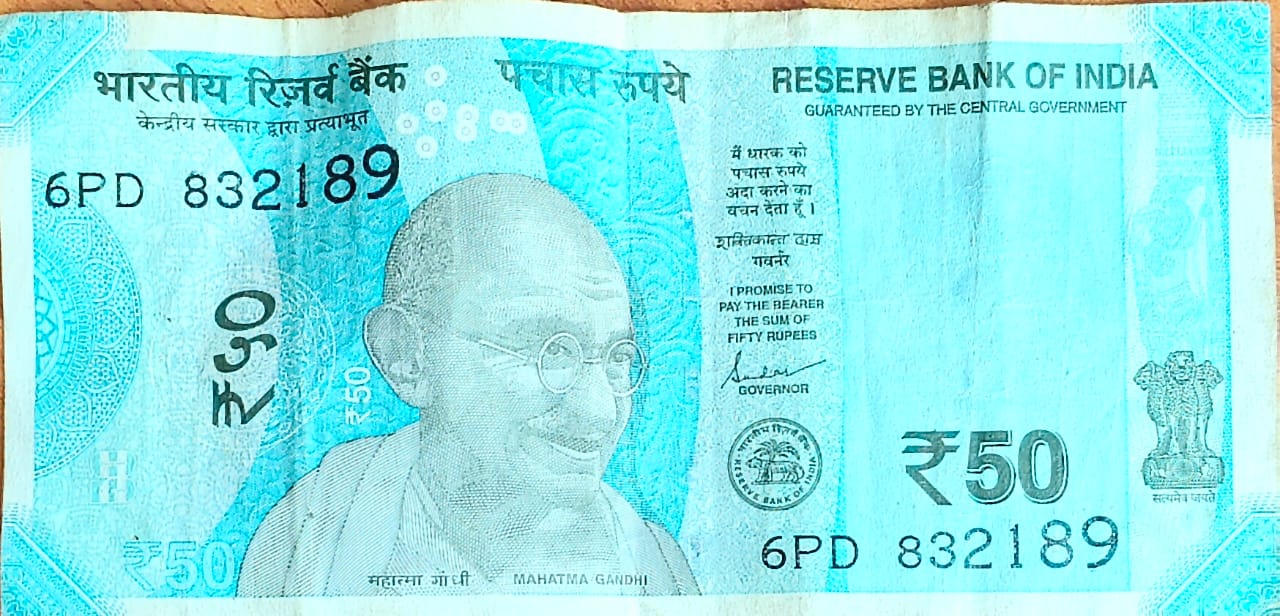 भारतीय रिज़र्व बैंक
केन्द्रीय सरकार द्वारा प्रत्याभूत
6PD 832189
पचास रुपये
RESERVE BANK OF INDIA
GUARANTEED BY THE CENTRAL GOVERNMENT
मैं धारक को
पचास रुपये
अदा करने का
वचन देता हूँ।
शक्तिकान्त दास
गवर्नर
I PROMISE TO
PAY THE BEARER
THE SUM OF
FIFTY RUPEES
GOVERNOR
₹५०
₹50
भारतीय रिज़र्व बैंक
RESERVE BANK OF INDIA
₹50
सत्यमेव जयते
6PD 832189
₹50
महात्मा गांधी
MAHATMA GANDHI